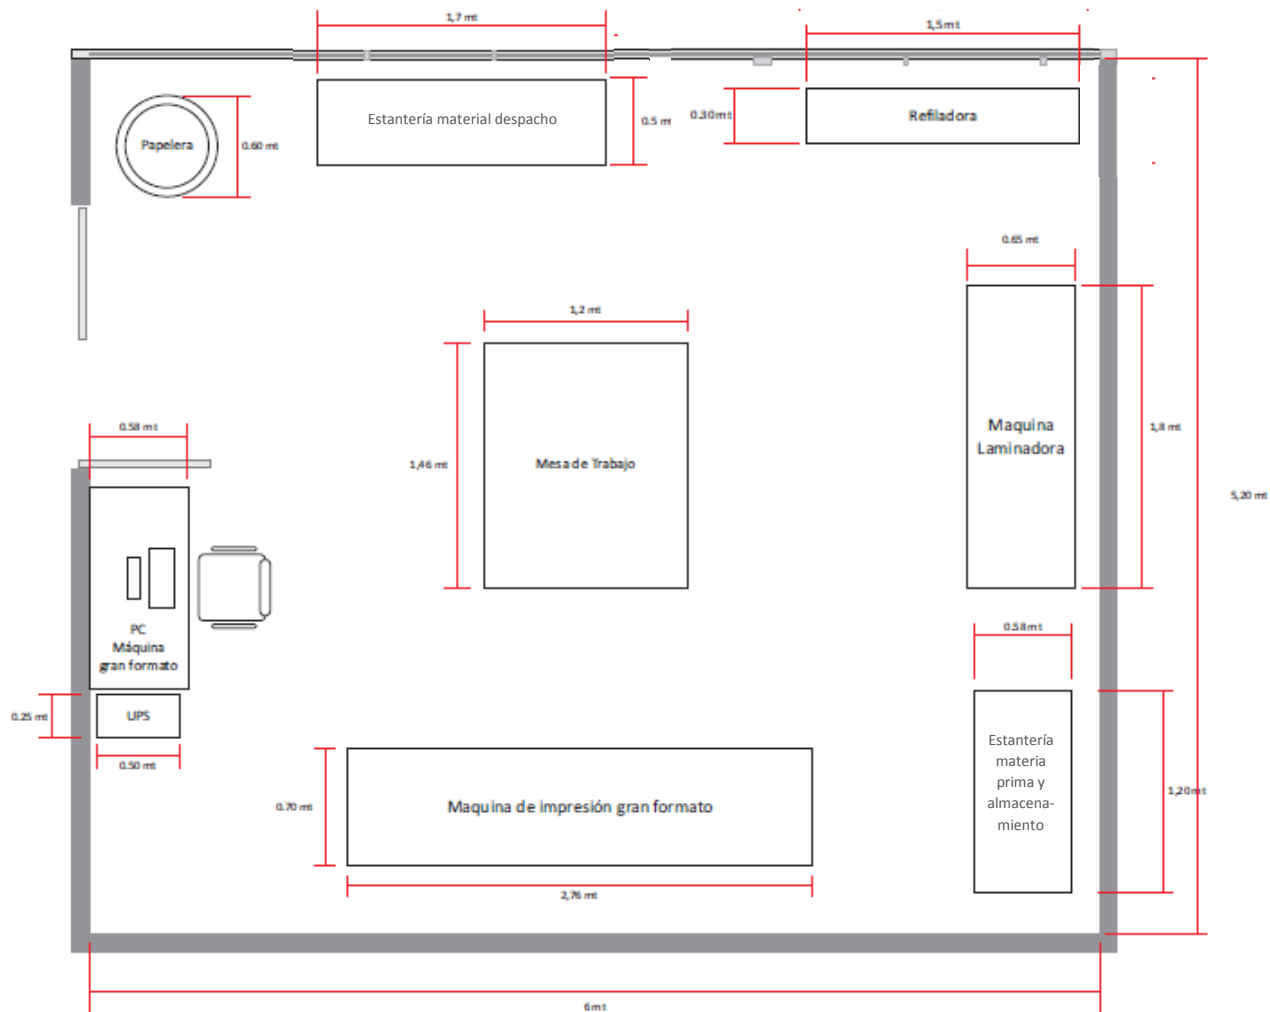 1,7 mt
1,5mt
Estantería material despacho
0.5 m
0.30mt
Refiladora
Papelera
0.60 mt
0.65 mt
1,2 mt
0.58 mt
1,46 mt
Mesa de Trabajo
Maquina
Laminadora
1,8 mt
5,20 mt
PC
Máquina
gran formato
0.58mt
0.25 mt
UPS
0.50 mt
Estantería
materia
prima y
almacena-
miento
1,20mt
0.70 mt
Maquina de impresión gran formato
2,76 mt
6mt